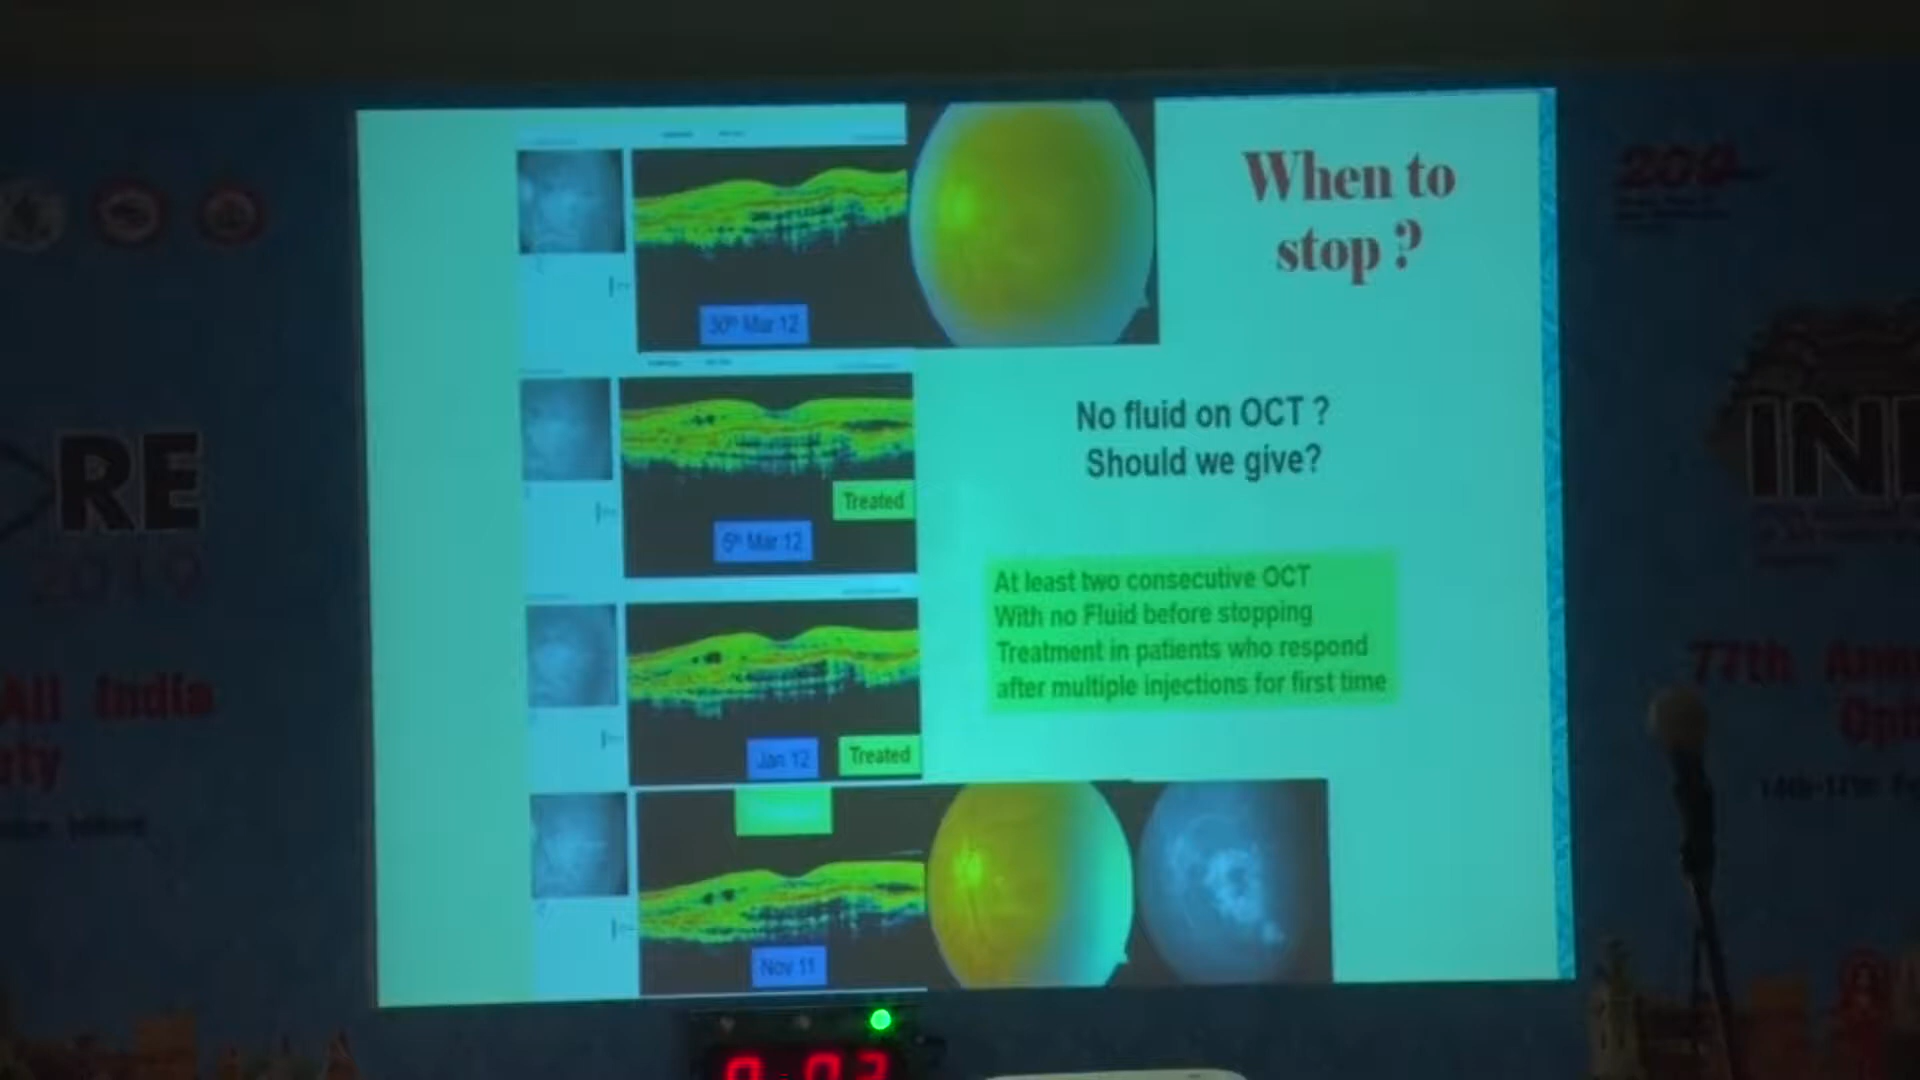 When to
stop ?
30th Mar 12
No fluid on OCT ?
Should we give?
Treated
5th Mar 12
At least two consecutive OCT
With no Fluid before stopping
Treatment in patients who respond
after multiple injections for first time
Jan 12
Treated
Nov 11
RE
2019
All India
77th